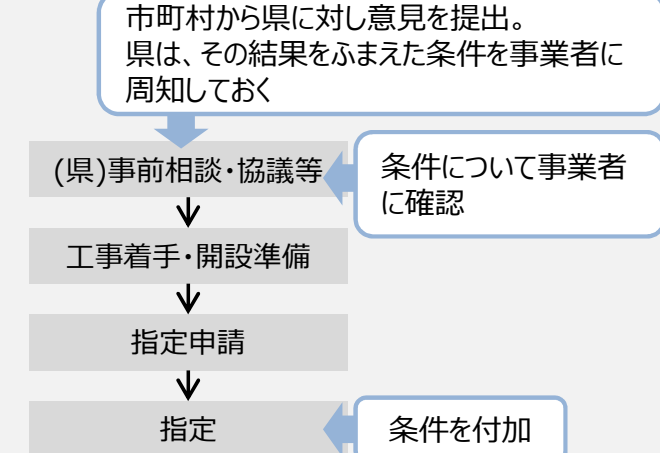 市町村から県に対し意見を提出。
県は、その結果をふまえた条件を事業者に
周知しておく
(県)事前相談・協議等
条件について事業者
に確認
工事着手・開設準備
指定申請
指定
条件を付加